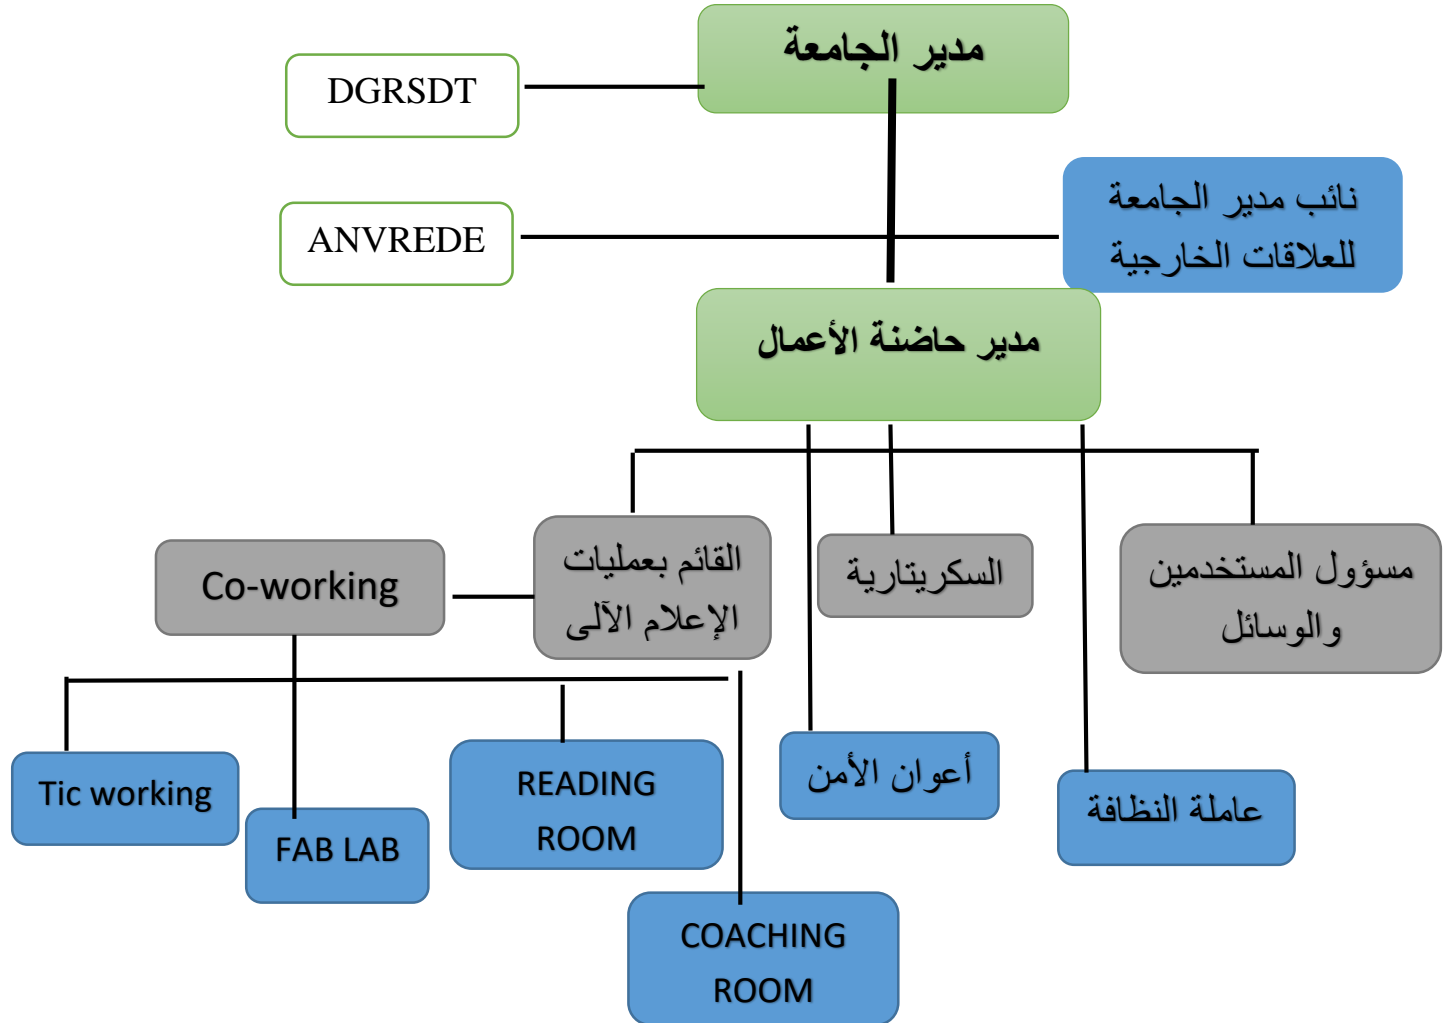 مدير الجامعة
DGRSDT
نائب مدير الجامعة
للعلاقات الخارجية
ANVREDE
مدير حاضنة الأعمال
مسؤول المستخدمين
والوسائل
السكريتارية
القائم بعمليات
الإعلام الآلى
Co-working
عاملة النظافة
أعوان الأمن
READING
ROOM
Tic working
FAB LAB
COACHING
ROOM